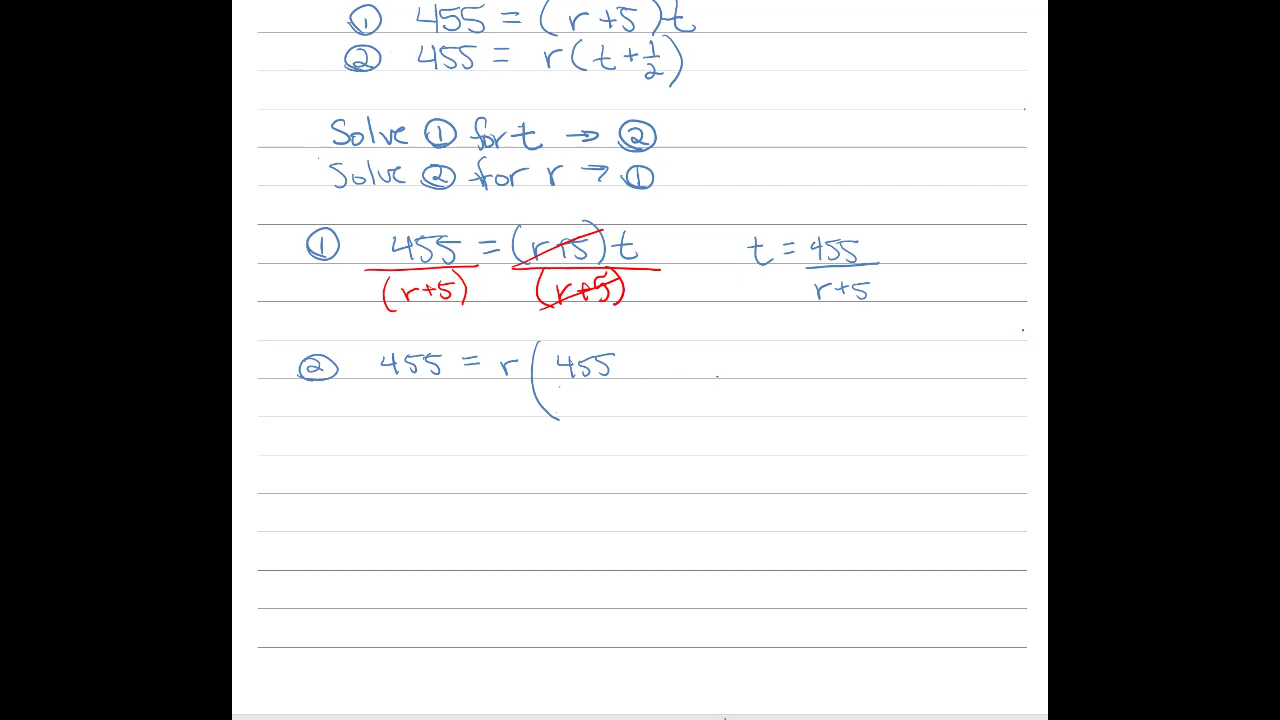 ① 455 = (r+5)t
② 455 = r(t+1/2)
Solve ① for t → ②
Solve ② for r → ①
① 455 = (r+5)t t = 455
(r+5) (r+5) r+5
② 455 = r( 455